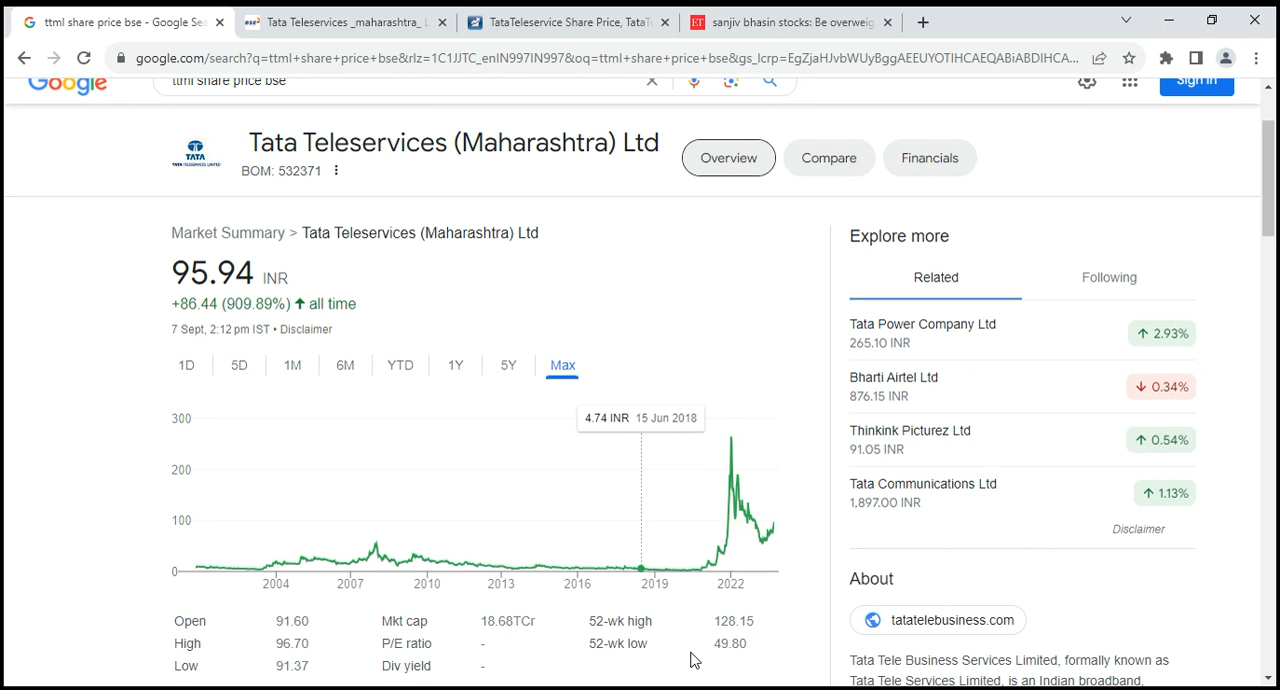 ttml share price bse - Google Sea
Tata Teleservices _maharashtra_ L
TataTeleservice Share Price, TataT
sanjiv bhasin stocks: Be overweig
google.com/search?q=ttml+share+price+bse&rlz=1C1JJTC_enIN997IN997&oq=ttml+share+price+bse&gs_lcrp=EgZjaHJvbWUyBggAEEUYOTIHCAEQABiABDIHCA...
Google
ttml share price bse
Sign in
TATA
TATA TELESERVICES LIMITED
Tata Teleservices (Maharashtra) Ltd
BOM: 532371
Overview
Compare
Financials
Market Summary > Tata Teleservices (Maharashtra) Ltd
95.94 INR
+86.44 (909.89%) ↑ all time
7 Sept, 2:12 pm IST • Disclaimer
1D 5D 1M 6M YTD 1Y 5Y Max
4.74 INR 15 Jun 2018
300
200
100
0
2004 2007 2010 2013 2016 2019 2022
Open 91.60 Mkt cap 18.68TCr 52-wk high 128.15
High 96.70 P/E ratio - 52-wk low 49.80
Low 91.37 Div yield -
Explore more
Related Following
Tata Power Company Ltd
265.10 INR
↑ 2.93%
Bharti Airtel Ltd
876.15 INR
↓ 0.34%
Thinkink Picturez Ltd
91.05 INR
↑ 0.54%
Tata Communications Ltd
1,897.00 INR
↑ 1.13%
Disclaimer
About
tatatelebusiness.com
Tata Tele Business Services Limited, formally known as
Tata Tele Services Limited, is an Indian broadband,